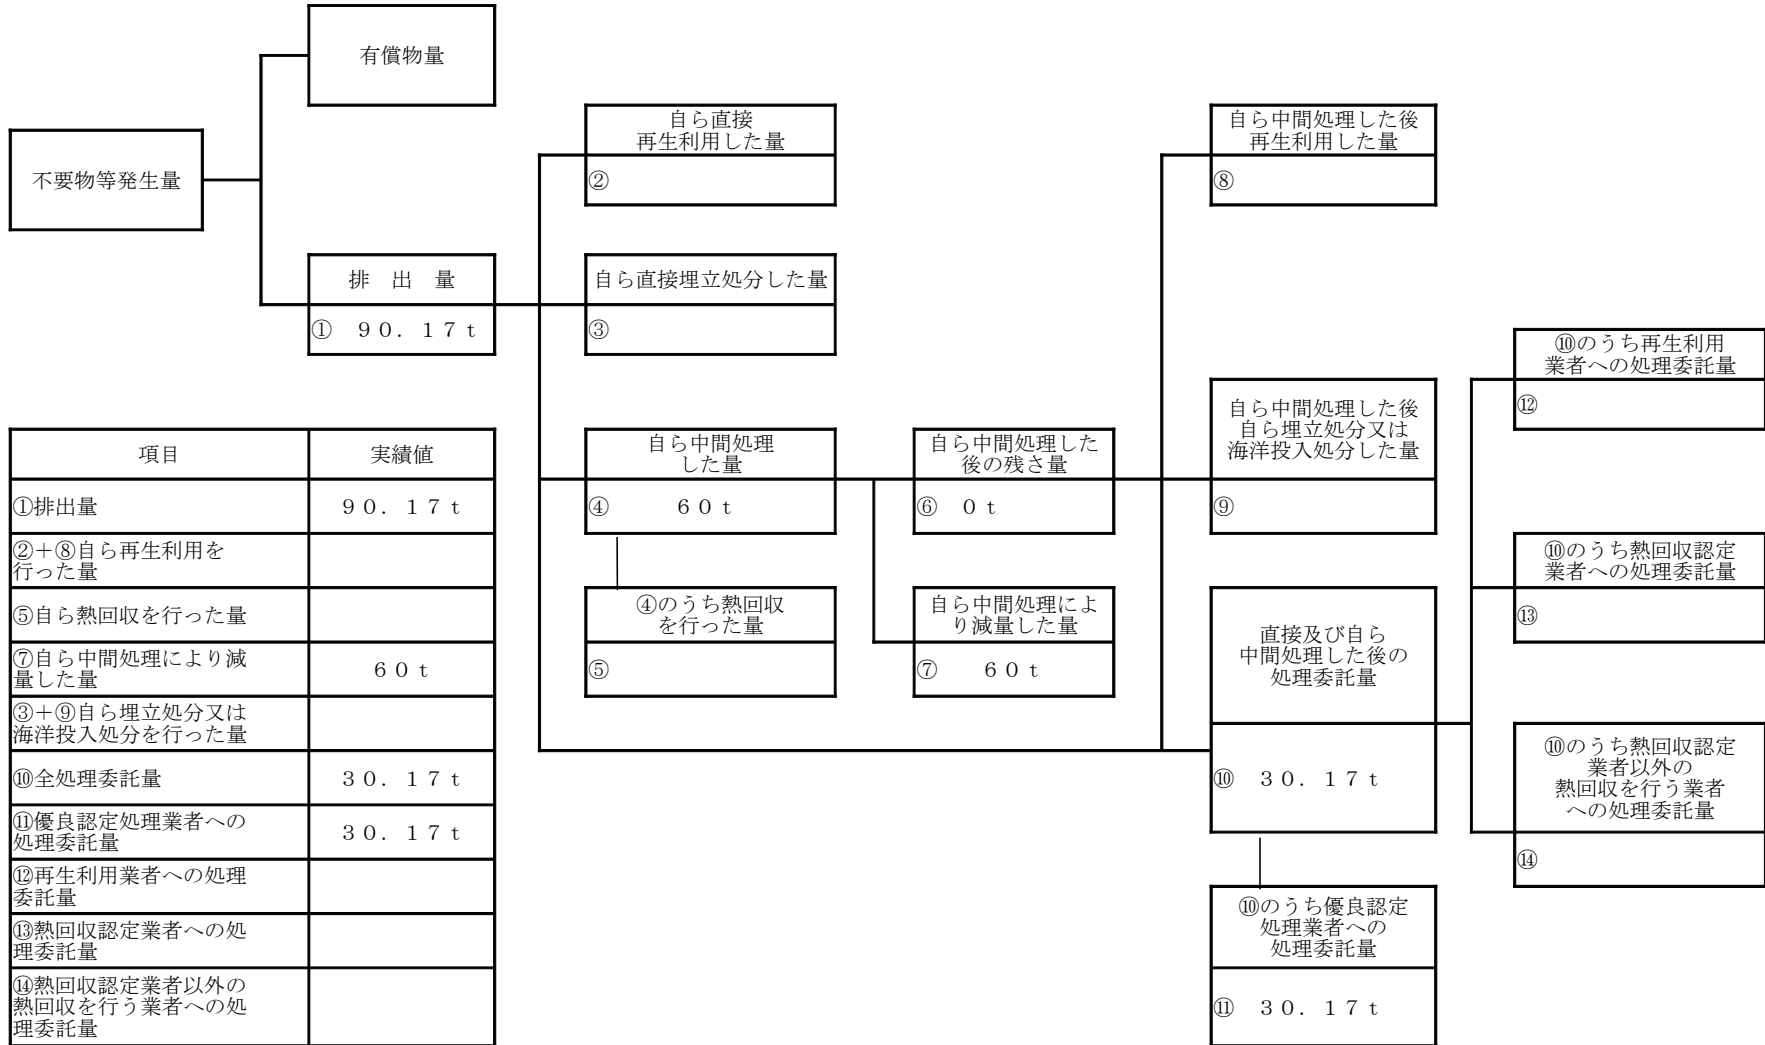 有償物量
不要物等発生量
排 出 量
① 90.17t
自ら直接
再生利用した量
②
自ら直接埋立処分した量
③
自ら中間処理
した量
④ 60t
④のうち熱回収
を行った量
⑤
自ら中間処理した
後の残さ量
⑥ 0t
自ら中間処理によ
り減量した量
⑦ 60t
自ら中間処理した後
再生利用した量
⑧
自ら中間処理した後
自ら埋立処分又は
海洋投入処分した量
⑨
直接及び自ら
中間処理した後の
処理委託量
⑩ 30.17t
⑩のうち優良認定
処理業者への
処理委託量
⑪ 30.17t
⑩のうち再生利用
業者への処理委託量
⑫
⑩のうち熱回収認定
業者への処理委託量
⑬
⑩のうち熱回収認定
業者以外の
熱回収を行う業者
への処理委託量
⑭
項目 実績値
①排出量 90.17t
②+⑧自ら再生利用を
行った量
⑤自ら熱回収を行った量
⑦自ら中間処理により減
量した量 60t
③+⑨自ら埋立処分又は
海洋投入処分を行った量
⑩全処理委託量 30.17t
⑪優良認定処理業者への
処理委託量 30.17t
⑫再生利用業者への処理
委託量
⑬熱回収認定業者への処
理委託量
⑭熱回収認定業者以外の
熱回収を行う業者への処
理委託量